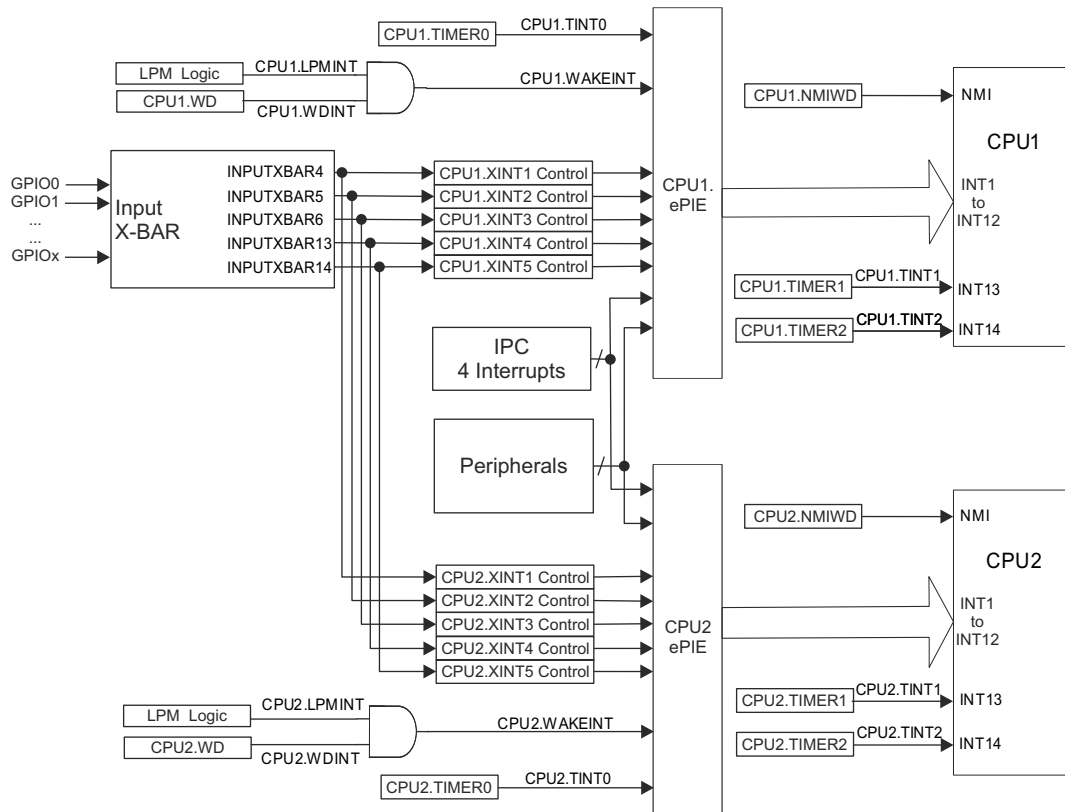 CPU1.TIMER0
CPU1.TINT0
LPM Logic
CPU1.LPMINT
CPU1.WD
CPU1.WDINT
CPU1.WAKEINT
GPIO0
GPIO1
...
...
GPIOx
Input
X-BAR
INPUTXBAR4
INPUTXBAR5
INPUTXBAR6
INPUTXBAR13
INPUTXBAR14
CPU1.XINT1 Control
CPU1.XINT2 Control
CPU1.XINT3 Control
CPU1.XINT4 Control
CPU1.XINT5 Control
CPU1.
ePIE
CPU1.NMIWD
NMI
CPU1
INT1
to
INT12
CPU1.TIMER1
CPU1.TINT1
INT13
CPU1.TIMER2
CPU1.TINT2
INT14
IPC
4 Interrupts
Peripherals
CPU2.XINT1 Control
CPU2.XINT2 Control
CPU2.XINT3 Control
CPU2.XINT4 Control
CPU2.XINT5 Control
CPU2
ePIE
CPU2.NMIWD
NMI
CPU2
INT1
to
INT12
CPU2.TIMER1
CPU2.TINT1
INT13
CPU2.TIMER2
CPU2.TINT2
INT14
LPM Logic
CPU2.LPMINT
CPU2.WD
CPU2.WDINT
CPU2.WAKEINT
CPU2.TIMER0
CPU2.TINT0